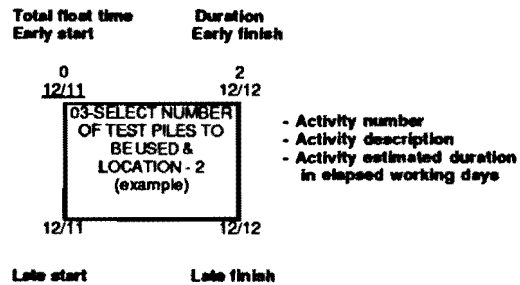 Total float time Duration
Early start Early finish
0 2
12/11 12/12
03-SELECT NUMBER
OF TEST PILES TO
BE USED &
LOCATION - 2
(example)
- Activity number
- Activity description
- Activity estimated duration
in elapsed working days
12/11 12/12
Late start Late finish